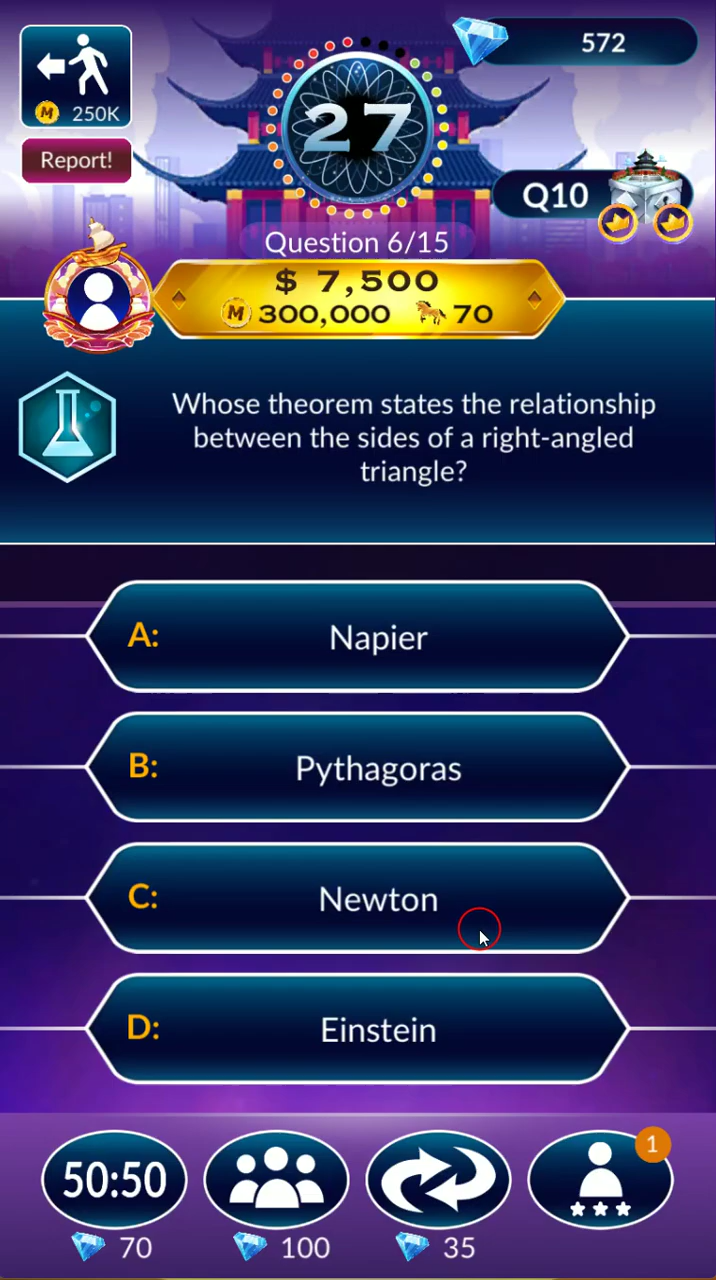 572
M 250K
27
Report!
Q10
Question 6/15
$ 7,500
M 300,000 70
Whose theorem states the relationship
between the sides of a right-angled
triangle?
A: Napier
B: Pythagoras
C: Newton
D: Einstein
1
50:50
70 100 35